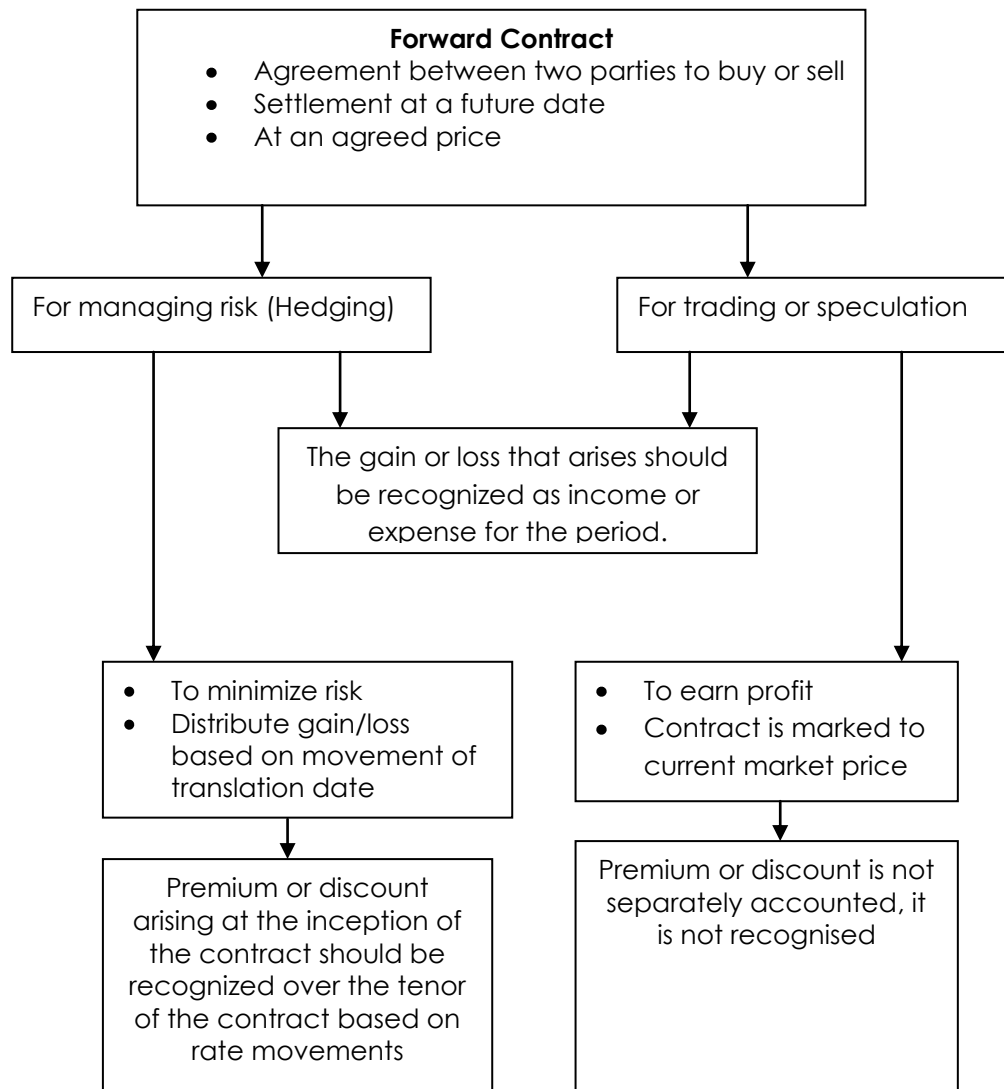 Forward Contract
• Agreement between two parties to buy or sell
• Settlement at a future date
• At an agreed price
For managing risk (Hedging)
For trading or speculation
The gain or loss that arises should
be recognized as income or
expense for the period.
• To minimize risk
• Distribute gain/loss
based on movement of
translation date
• To earn profit
• Contract is marked to
current market price
Premium or discount
arising at the inception of
the contract should be
recognized over the tenor
of the contract based on
rate movements
Premium or discount is not
separately accounted, it
is not recognised